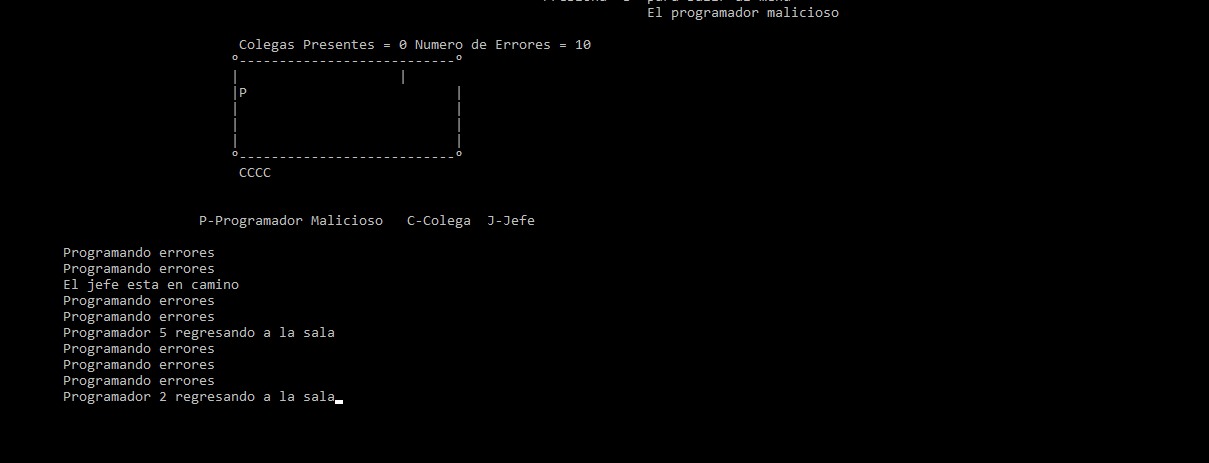 El programador malicioso
Colegas Presentes = 0 Numero de Errores = 10
P
CCCC
P-Programador Malicioso   C-Colega  J-Jefe
Programando errores
Programando errores
El jefe esta en camino
Programando errores
Programando errores
Programador 5 regresando a la sala
Programando errores
Programando errores
Programando errores
Programador 2 regresando a la sala